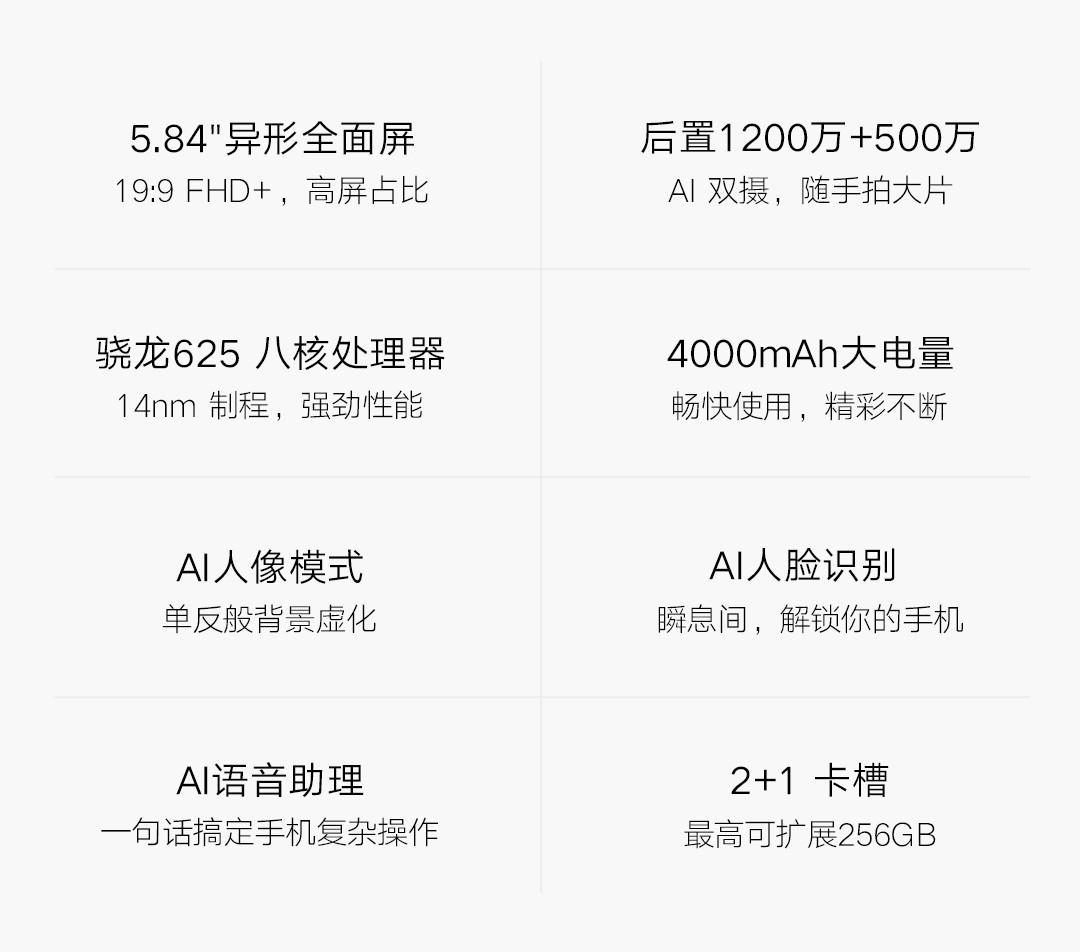 5.84"异形全面屏
19:9 FHD+，高屏占比
后置1200万+500万
AI 双摄，随手拍大片
骁龙625 八核处理器
14nm 制程，强劲性能
4000mAh大电量
畅快使用，精彩不断
AI人像模式
单反般背景虚化
AI人脸识别
瞬息间，解锁你的手机
AI语音助理
一句话搞定手机复杂操作
2+1 卡槽
最高可扩展256GB